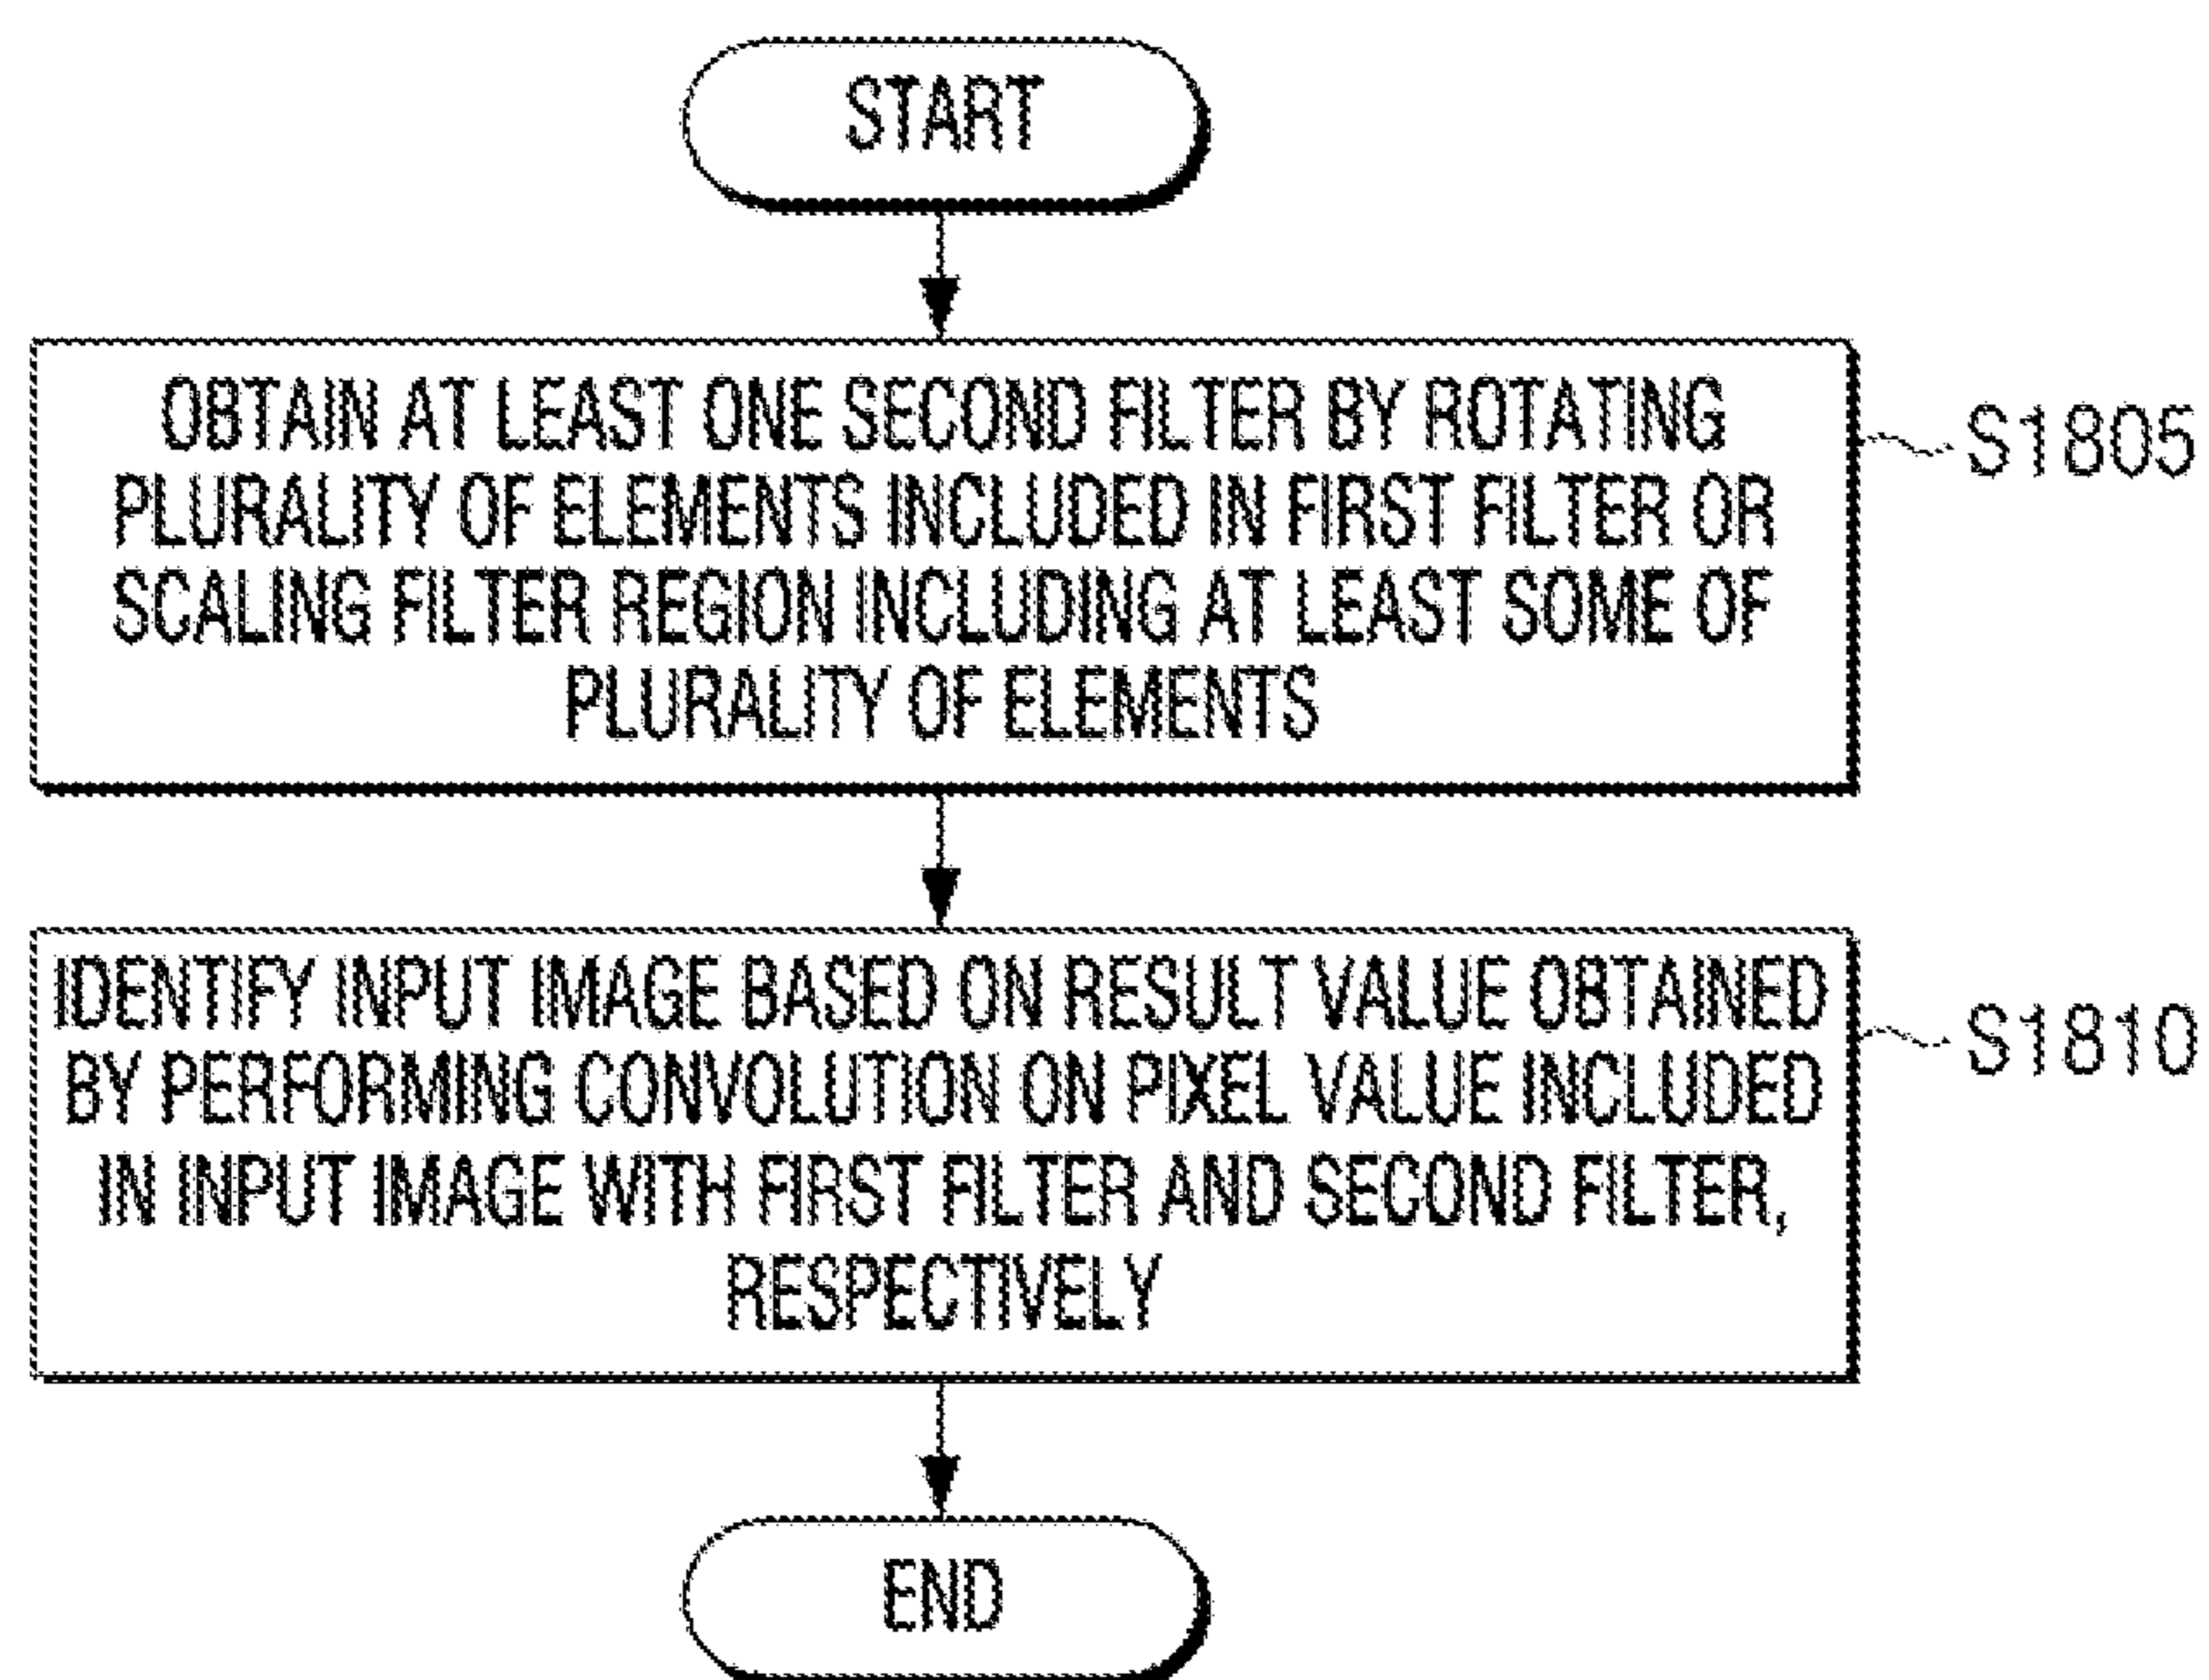 START
OBTAIN AT LEAST ONE SECOND FILTER BY ROTATING
PLURALITY OF ELEMENTS INCLUDED IN FIRST FILTER OR
SCALING FILTER REGION INCLUDING AT LEAST SOME OF
PLURALITY OF ELEMENTS
S1805
IDENTIFY INPUT IMAGE BASED ON RESULT VALUE OBTAINED
BY PERFORMING CONVOLUTION ON PIXEL VALUE INCLUDED
IN INPUT IMAGE WITH FIRST FILTER AND SECOND FILTER,
RESPECTIVELY
S1810
END